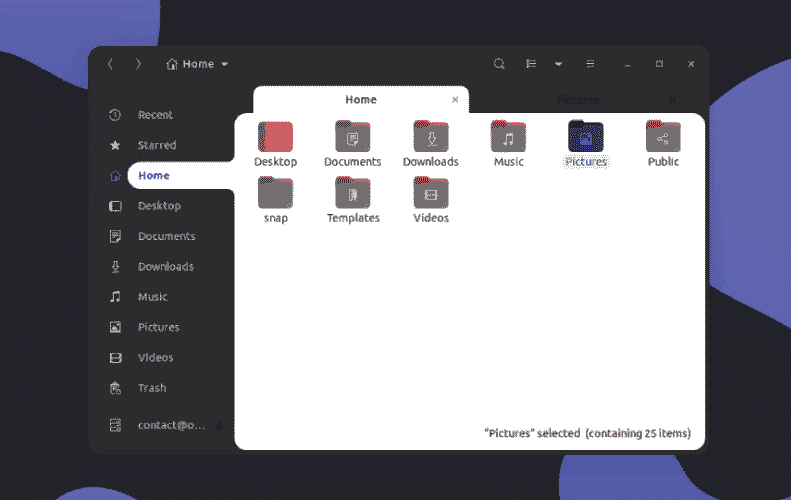 Home
Home
Pictures
Recent
Starred
Home
Desktop
Documents
Downloads
Music
Pictures
Videos
Trash
contact@o...
Desktop
Documents
Downloads
Music
Pictures
Public
snap
Templates
Videos
"Pictures" selected (containing 25 items)